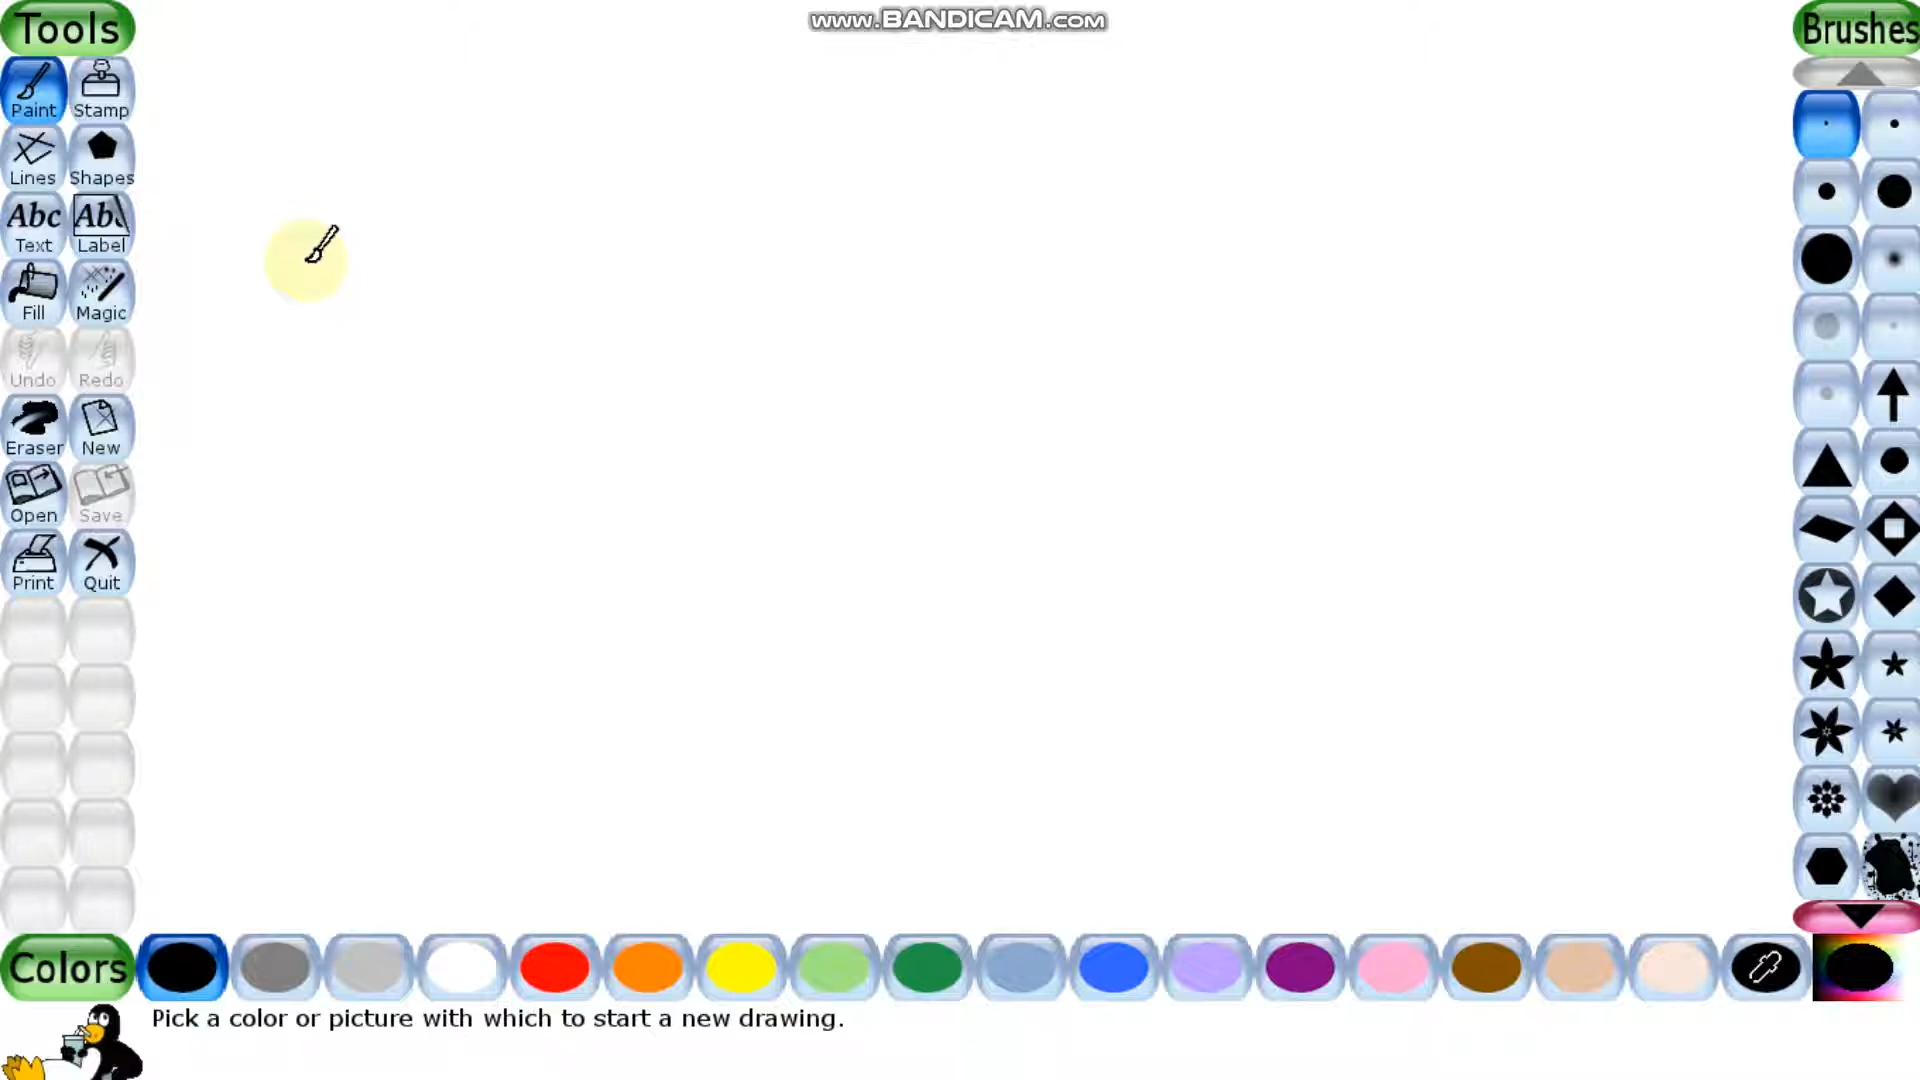 Tools
www.BANDICAM.com
Brushes
Paint
Stamp
Lines
Shapes
Abc
Abc
Text
Label
Fill
Magic
Undo
Redo
Eraser
New
Open
Save
Print
Quit
Colors
Pick a color or picture with which to start a new drawing.